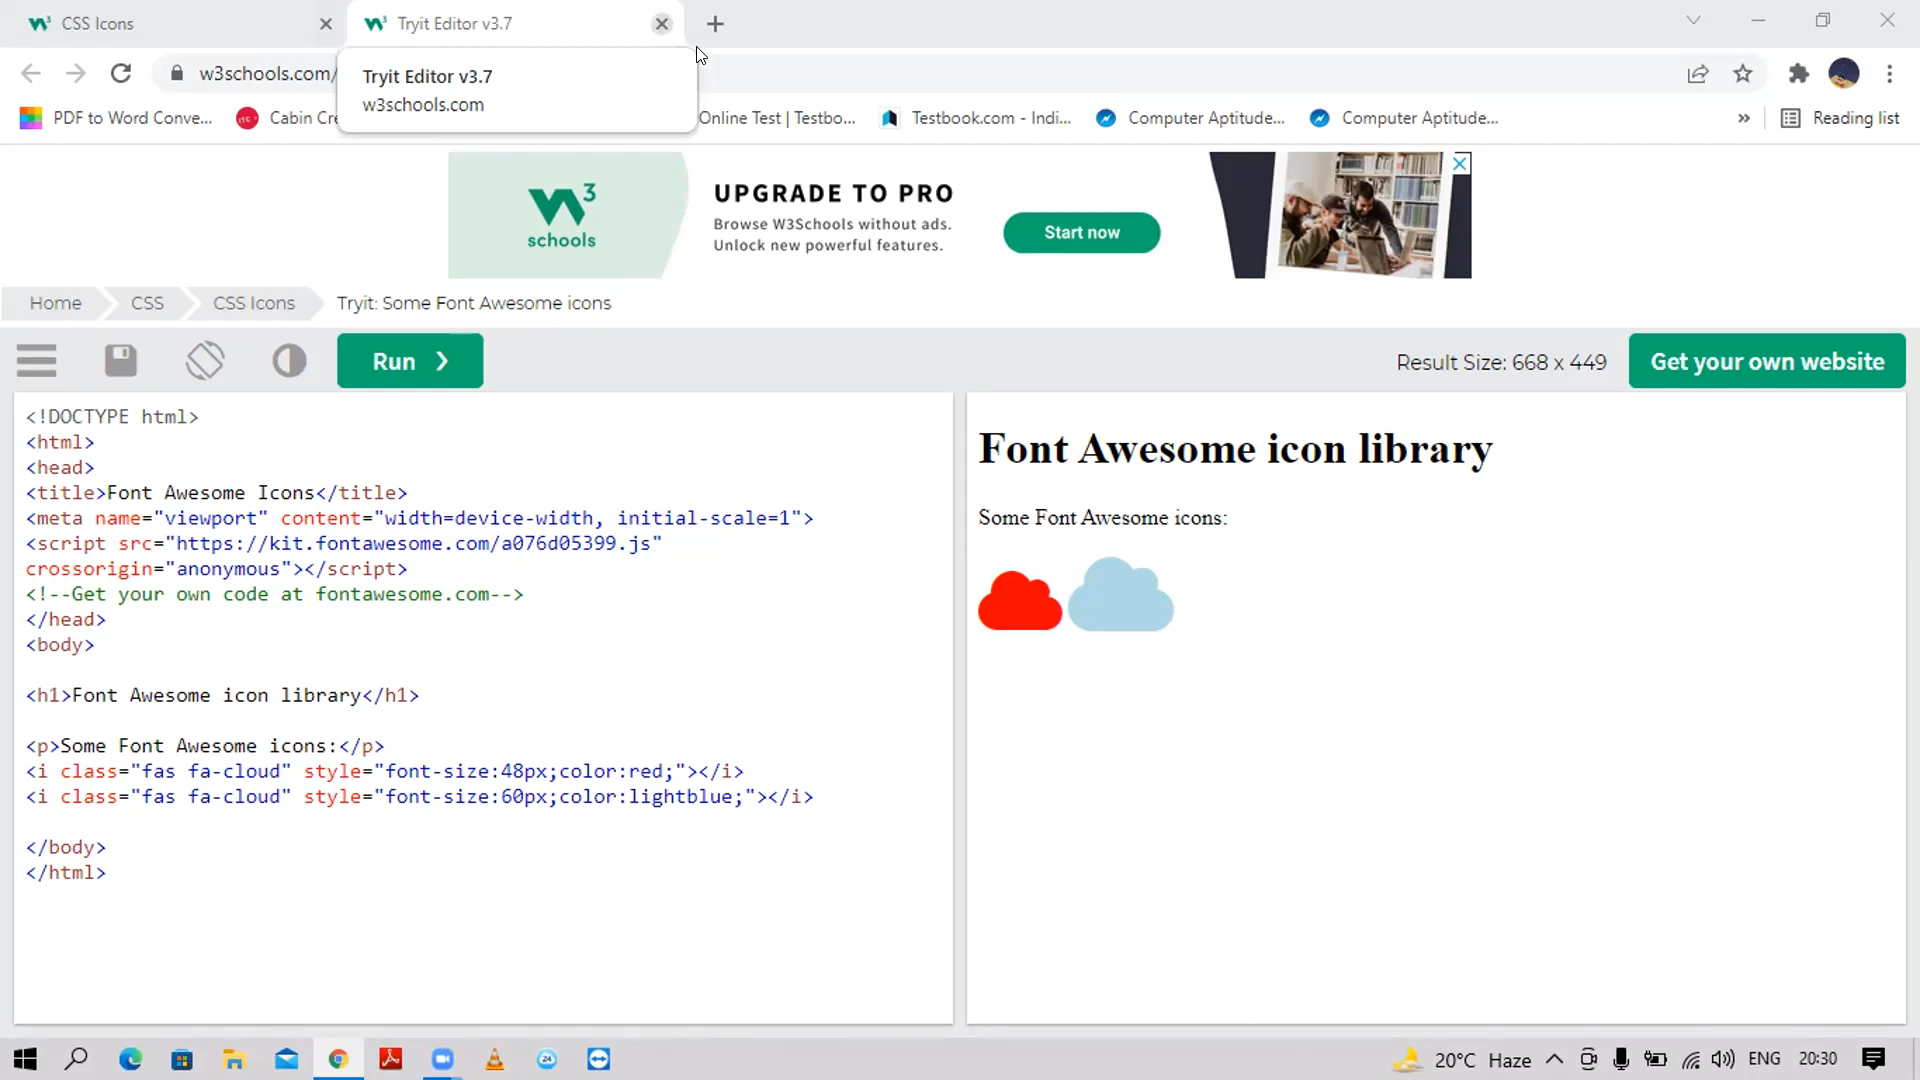 CSS Icons
Tryit Editor v3.7
w3schools.com/
Tryit Editor v3.7
w3schools.com
PDF to Word Conve...
Cabin Cre
Online Test | Testbo...
Testbook.com - Indi...
Computer Aptitude...
Computer Aptitude...
»
Reading list
W3
schools
UPGRADE TO PRO
Browse W3Schools without ads.
Unlock new powerful features.
Start now
Home
CSS
CSS Icons
Tryit: Some Font Awesome icons
Run ❯
Result Size: 668 x 449
Get your own website
<!DOCTYPE html>
<html>
<head>
<title>Font Awesome Icons</title>
<meta name="viewport" content="width=device-width, initial-scale=1">
<script src="https://kit.fontawesome.com/a076d05399.js"
crossorigin="anonymous"></script>
<!--Get your own code at fontawesome.com-->
</head>
<body>
<h1>Font Awesome icon library</h1>
<p>Some Font Awesome icons:</p>
<i class="fas fa-cloud" style="font-size:48px;color:red;"></i>
<i class="fas fa-cloud" style="font-size:60px;color:lightblue;"></i>
</body>
</html>
Font Awesome icon library
Some Font Awesome icons:
20°C Haze
ENG
20:30